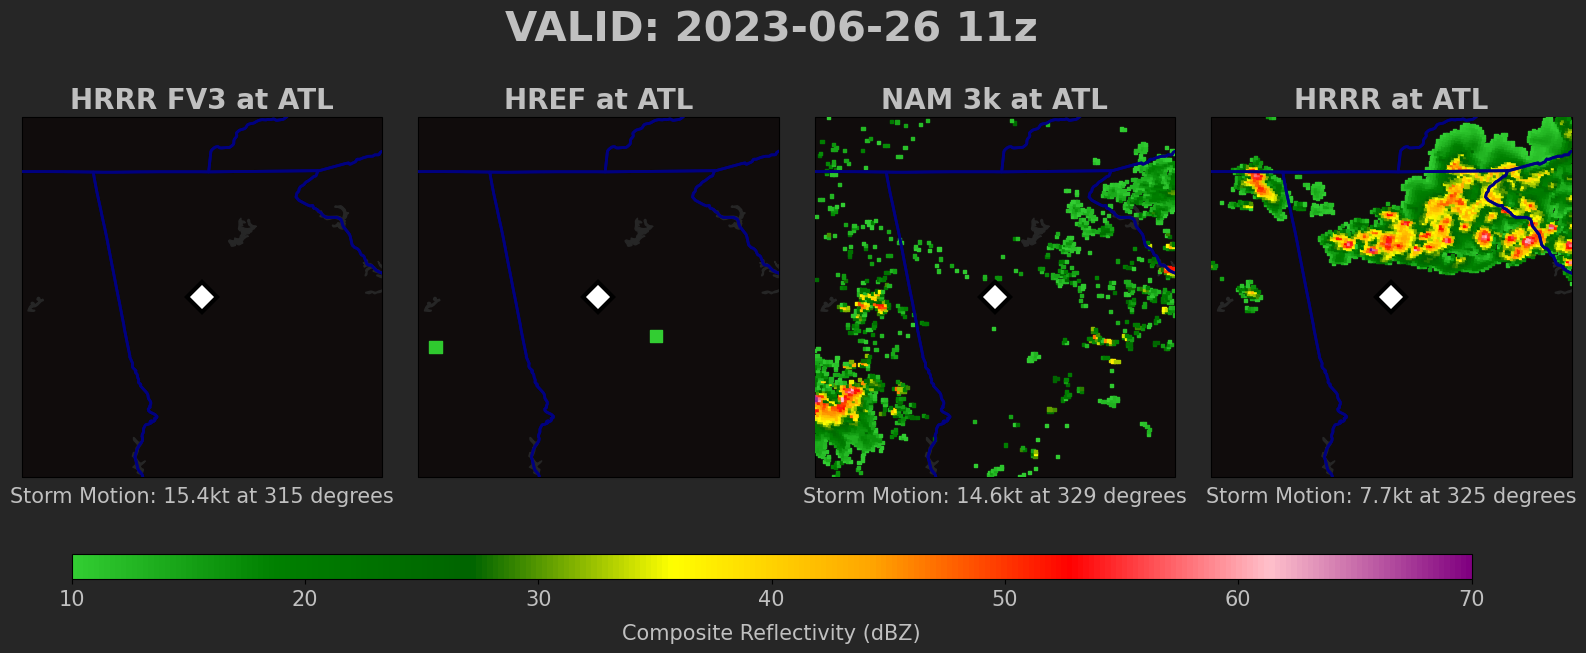 VALID: 2023-06-26 11z
HRRR FV3 at ATL
HREF at ATL
NAM 3k at ATL
HRRR at ATL
Storm Motion: 15.4kt at 315 degrees
Storm Motion: 14.6kt at 329 degrees
Storm Motion: 7.7kt at 325 degrees
10 20 30 40 50 60 70
Composite Reflectivity (dBZ)